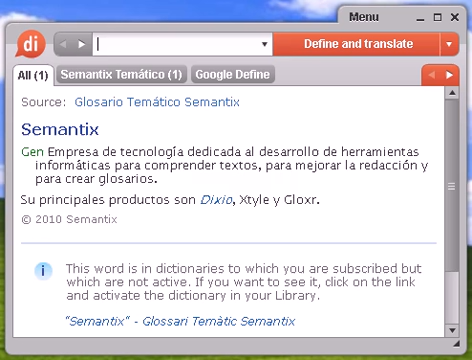 Menu
di
Define and translate
All (1) Semantix Temático (1) Google Define
Source: Glosario Temático Semantix
Semantix
Gen Empresa de tecnología dedicada al desarrollo de herramientas
informáticas para comprender textos, para mejorar la redacción y
para crear glosarios.
Su principales productos son Dixio, Xtyle y Gloxr.
© 2010 Semantix
i
This word is in dictionaries to which you are subscribed but
which are not active. If you want to see it, click on the link
and activate the dictionary in your Library.
"Semantix" - Glossari Temàtic Semantix